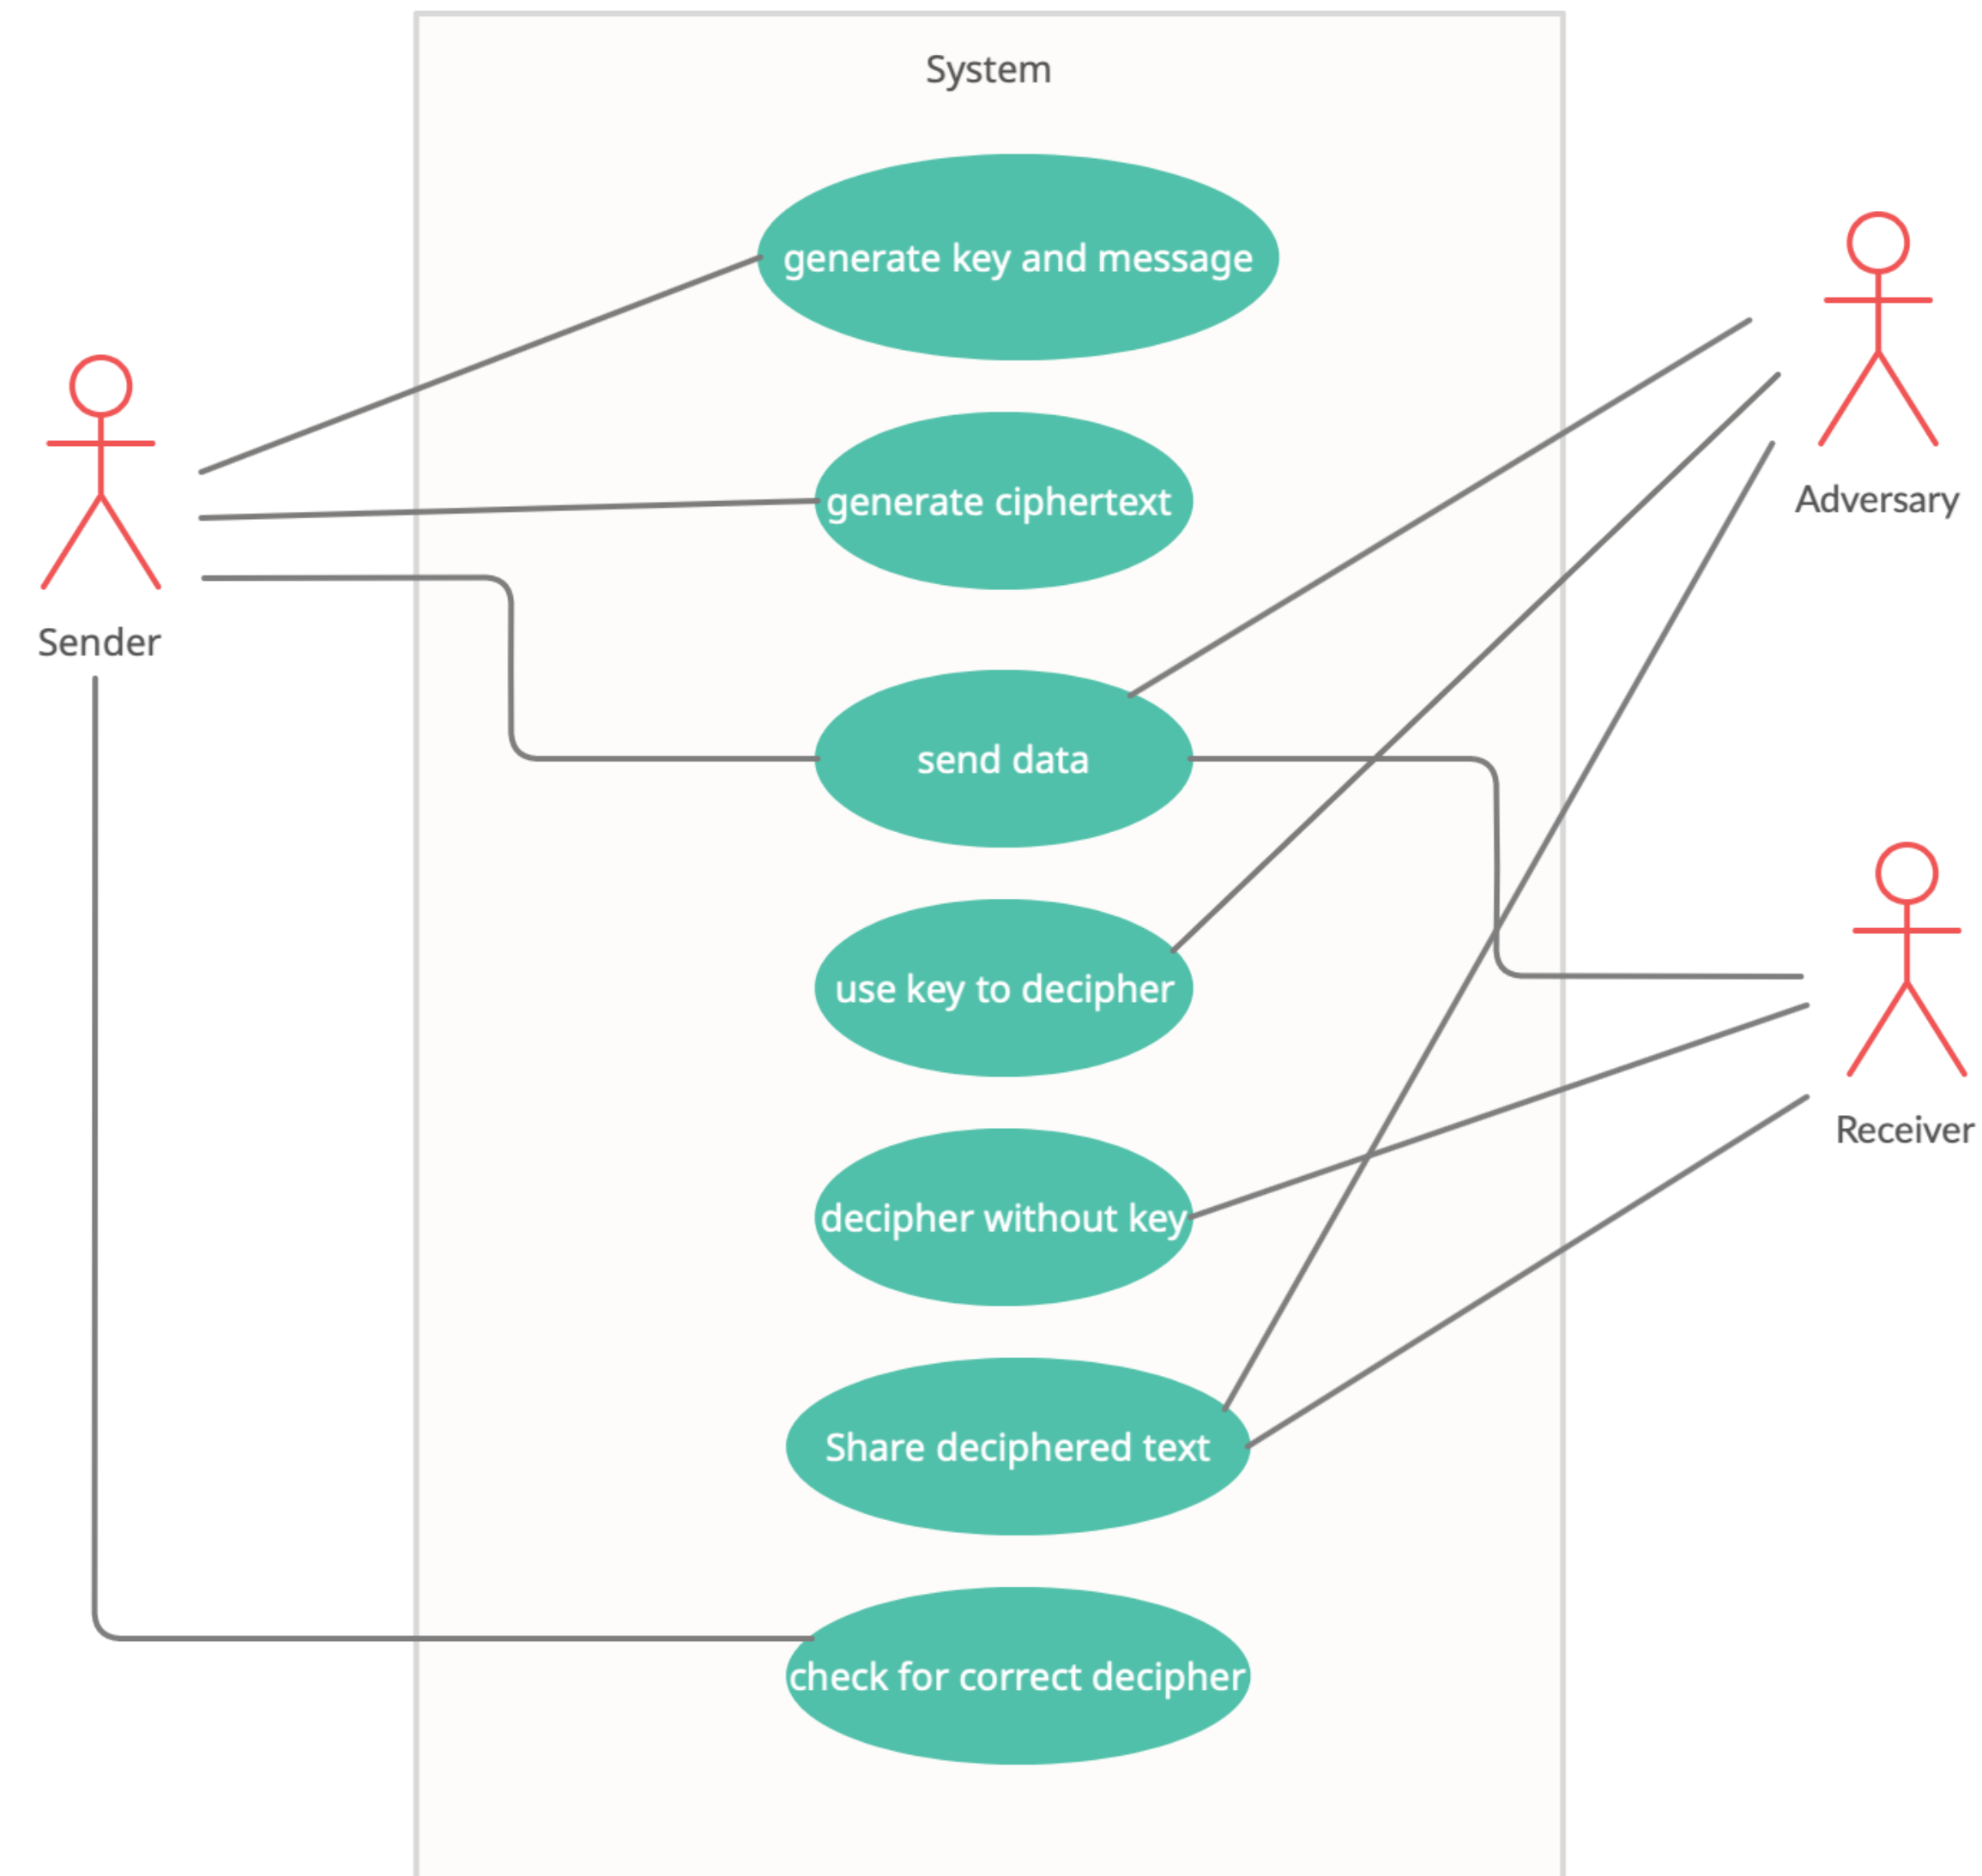 System
generate key and message
generate ciphertext
Adversary
Sender
send data
use key to decipher
Receiver
decipher without key
Share deciphered text
check for correct decipher